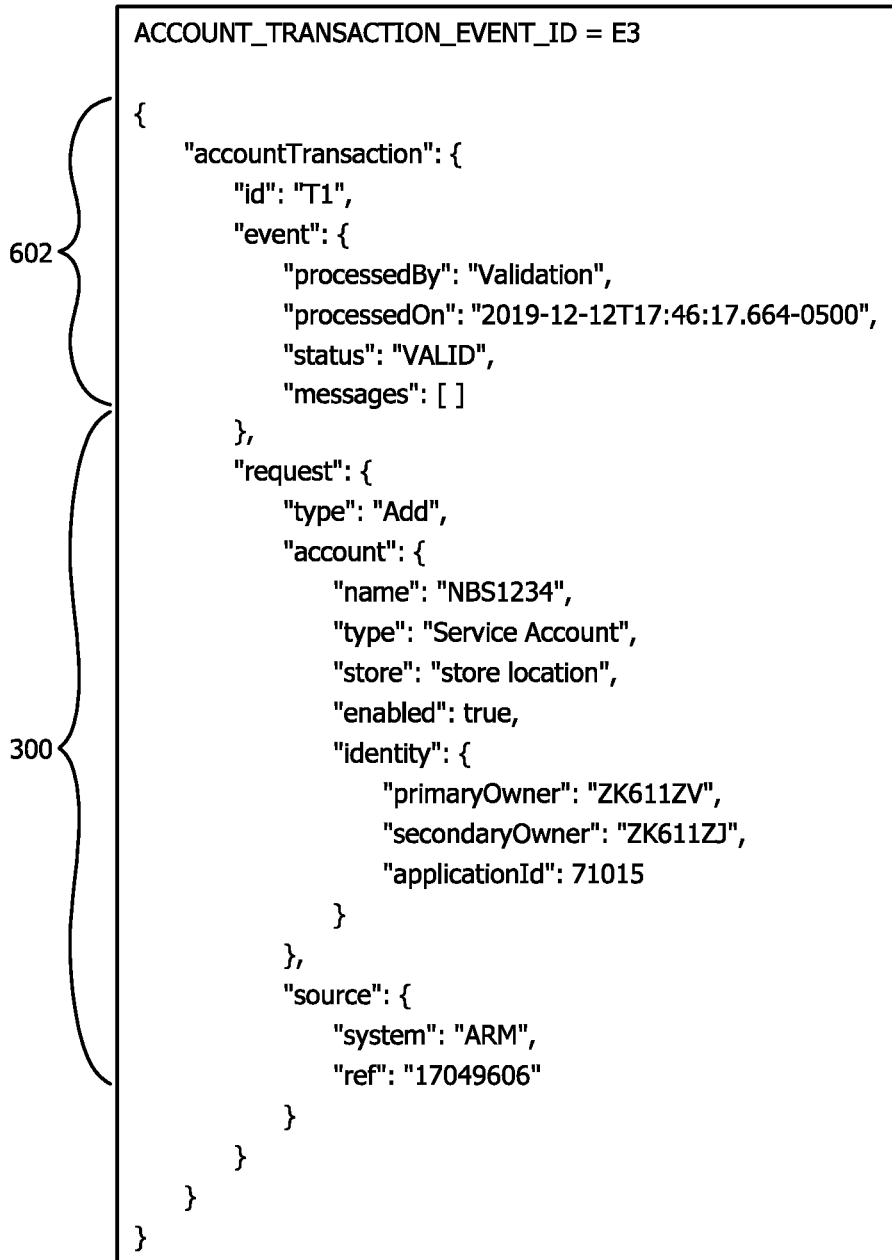 ACCOUNT_TRANSACTION_EVENT_ID = E3
{
"accountTransaction": {
"id": "T1",
"event": {
602
"processedBy": "Validation",
"processedOn": "2019-12-12T17:46:17.664-0500",
"status": "VALID",
"messages": [ ]
},
"request": {
"type": "Add",
"account": {
"name": "NBS1234",
"type": "Service Account",
"store": "store location",
"enabled": true,
300
"identity": {
"primaryOwner": "ZK611ZV",
"secondaryOwner": "ZK611ZJ",
"applicationId": 71015
}
},
"source": {
"system": "ARM",
"ref": "17049606"
}
}
}
}